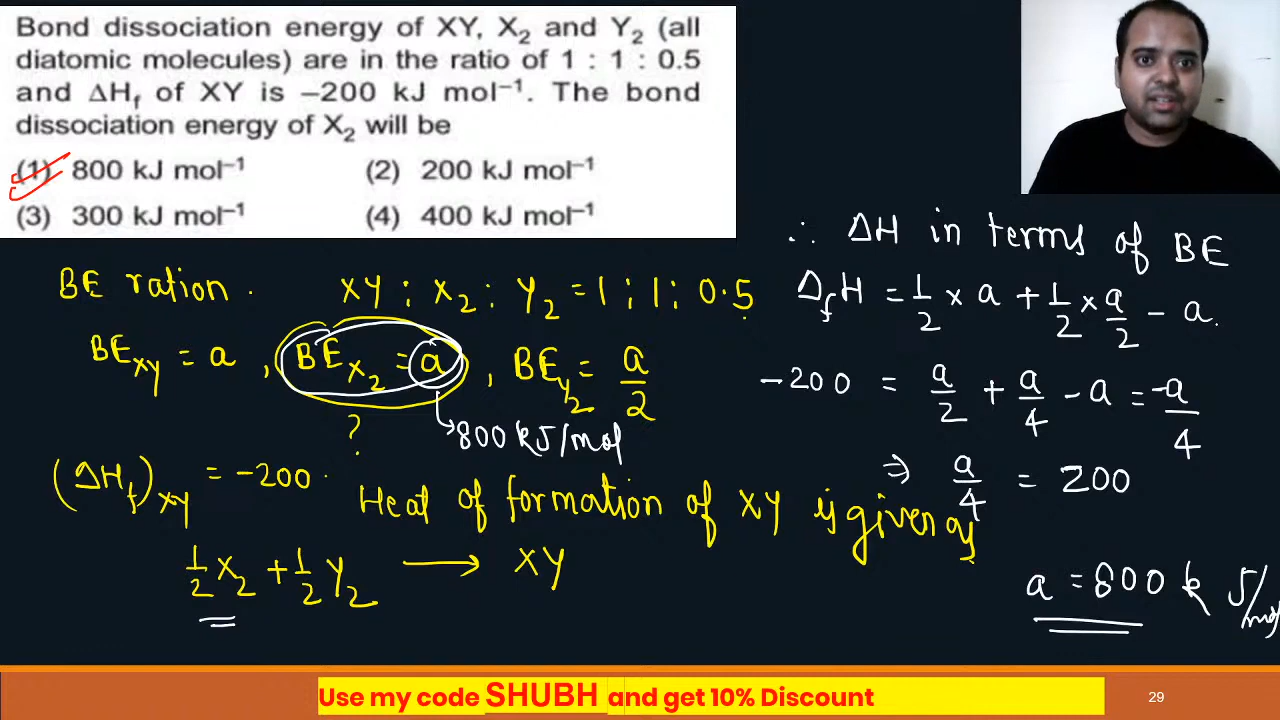 Bond dissociation energy of XY, X₂ and Y₂ (all
diatomic molecules) are in the ratio of 1 : 1 : 0.5
and ΔHf of XY is –200 kJ mol⁻¹. The bond
dissociation energy of X₂ will be
(1) 800 kJ mol⁻¹ (2) 200 kJ mol⁻¹
(3) 300 kJ mol⁻¹ (4) 400 kJ mol⁻¹
BE ration . XY : X₂ : Y₂ = 1 : 1 : 0.5
BE_XY = a , BE_X₂ = a , BE_Y₂ = a/2
?
800 kJ/mol
(ΔHf)_XY = -200 .
Heat of formation of XY is given as
1/2 X₂ + 1/2 Y₂ → XY
∴ ΔH in terms of BE
ΔfH = 1/2 × a + 1/2 × a/2 - a .
-200 = a/2 + a/4 - a = -a/4
⇒ a/4 = 200
a = 800 k J/mol
Use my code SHUBH and get 10% Discount
29